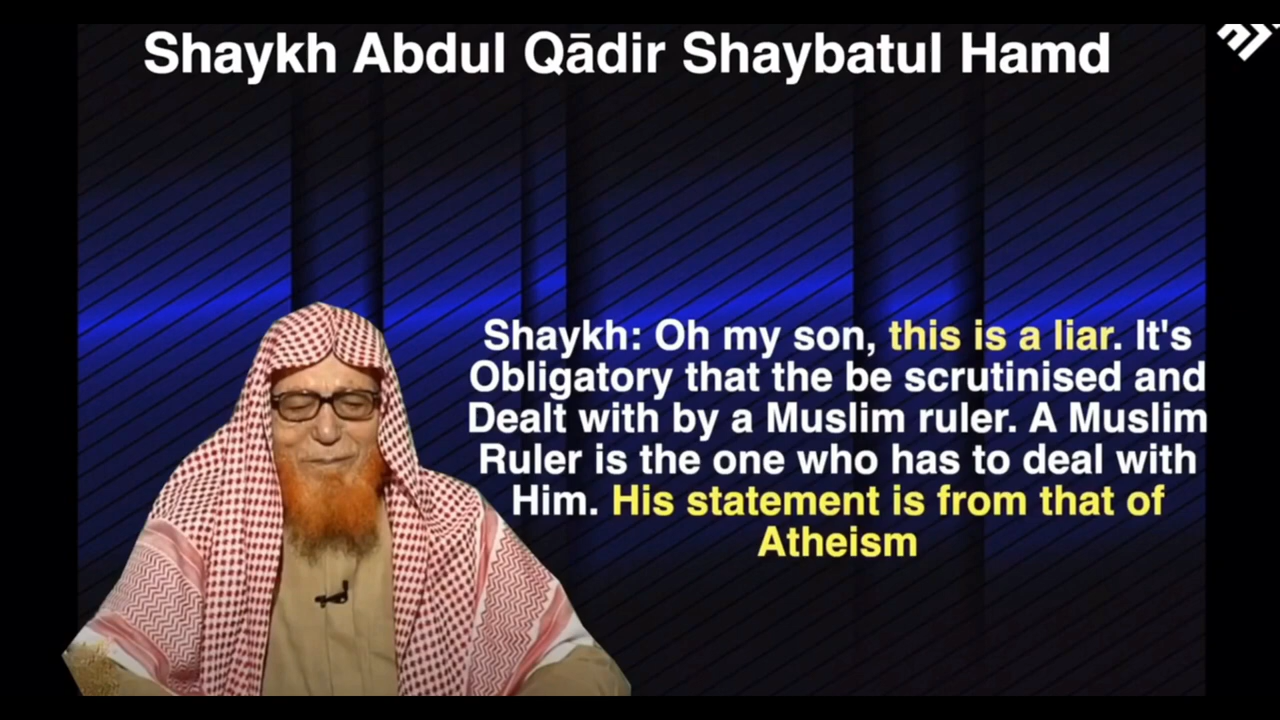 Shaykh Abdul Qādir Shaybatul Hamd
Shaykh: Oh my son, this is a liar. It's
Obligatory that the be scrutinised and
Dealt with by a Muslim ruler. A Muslim
Ruler is the one who has to deal with
Him. His statement is from that of
Atheism